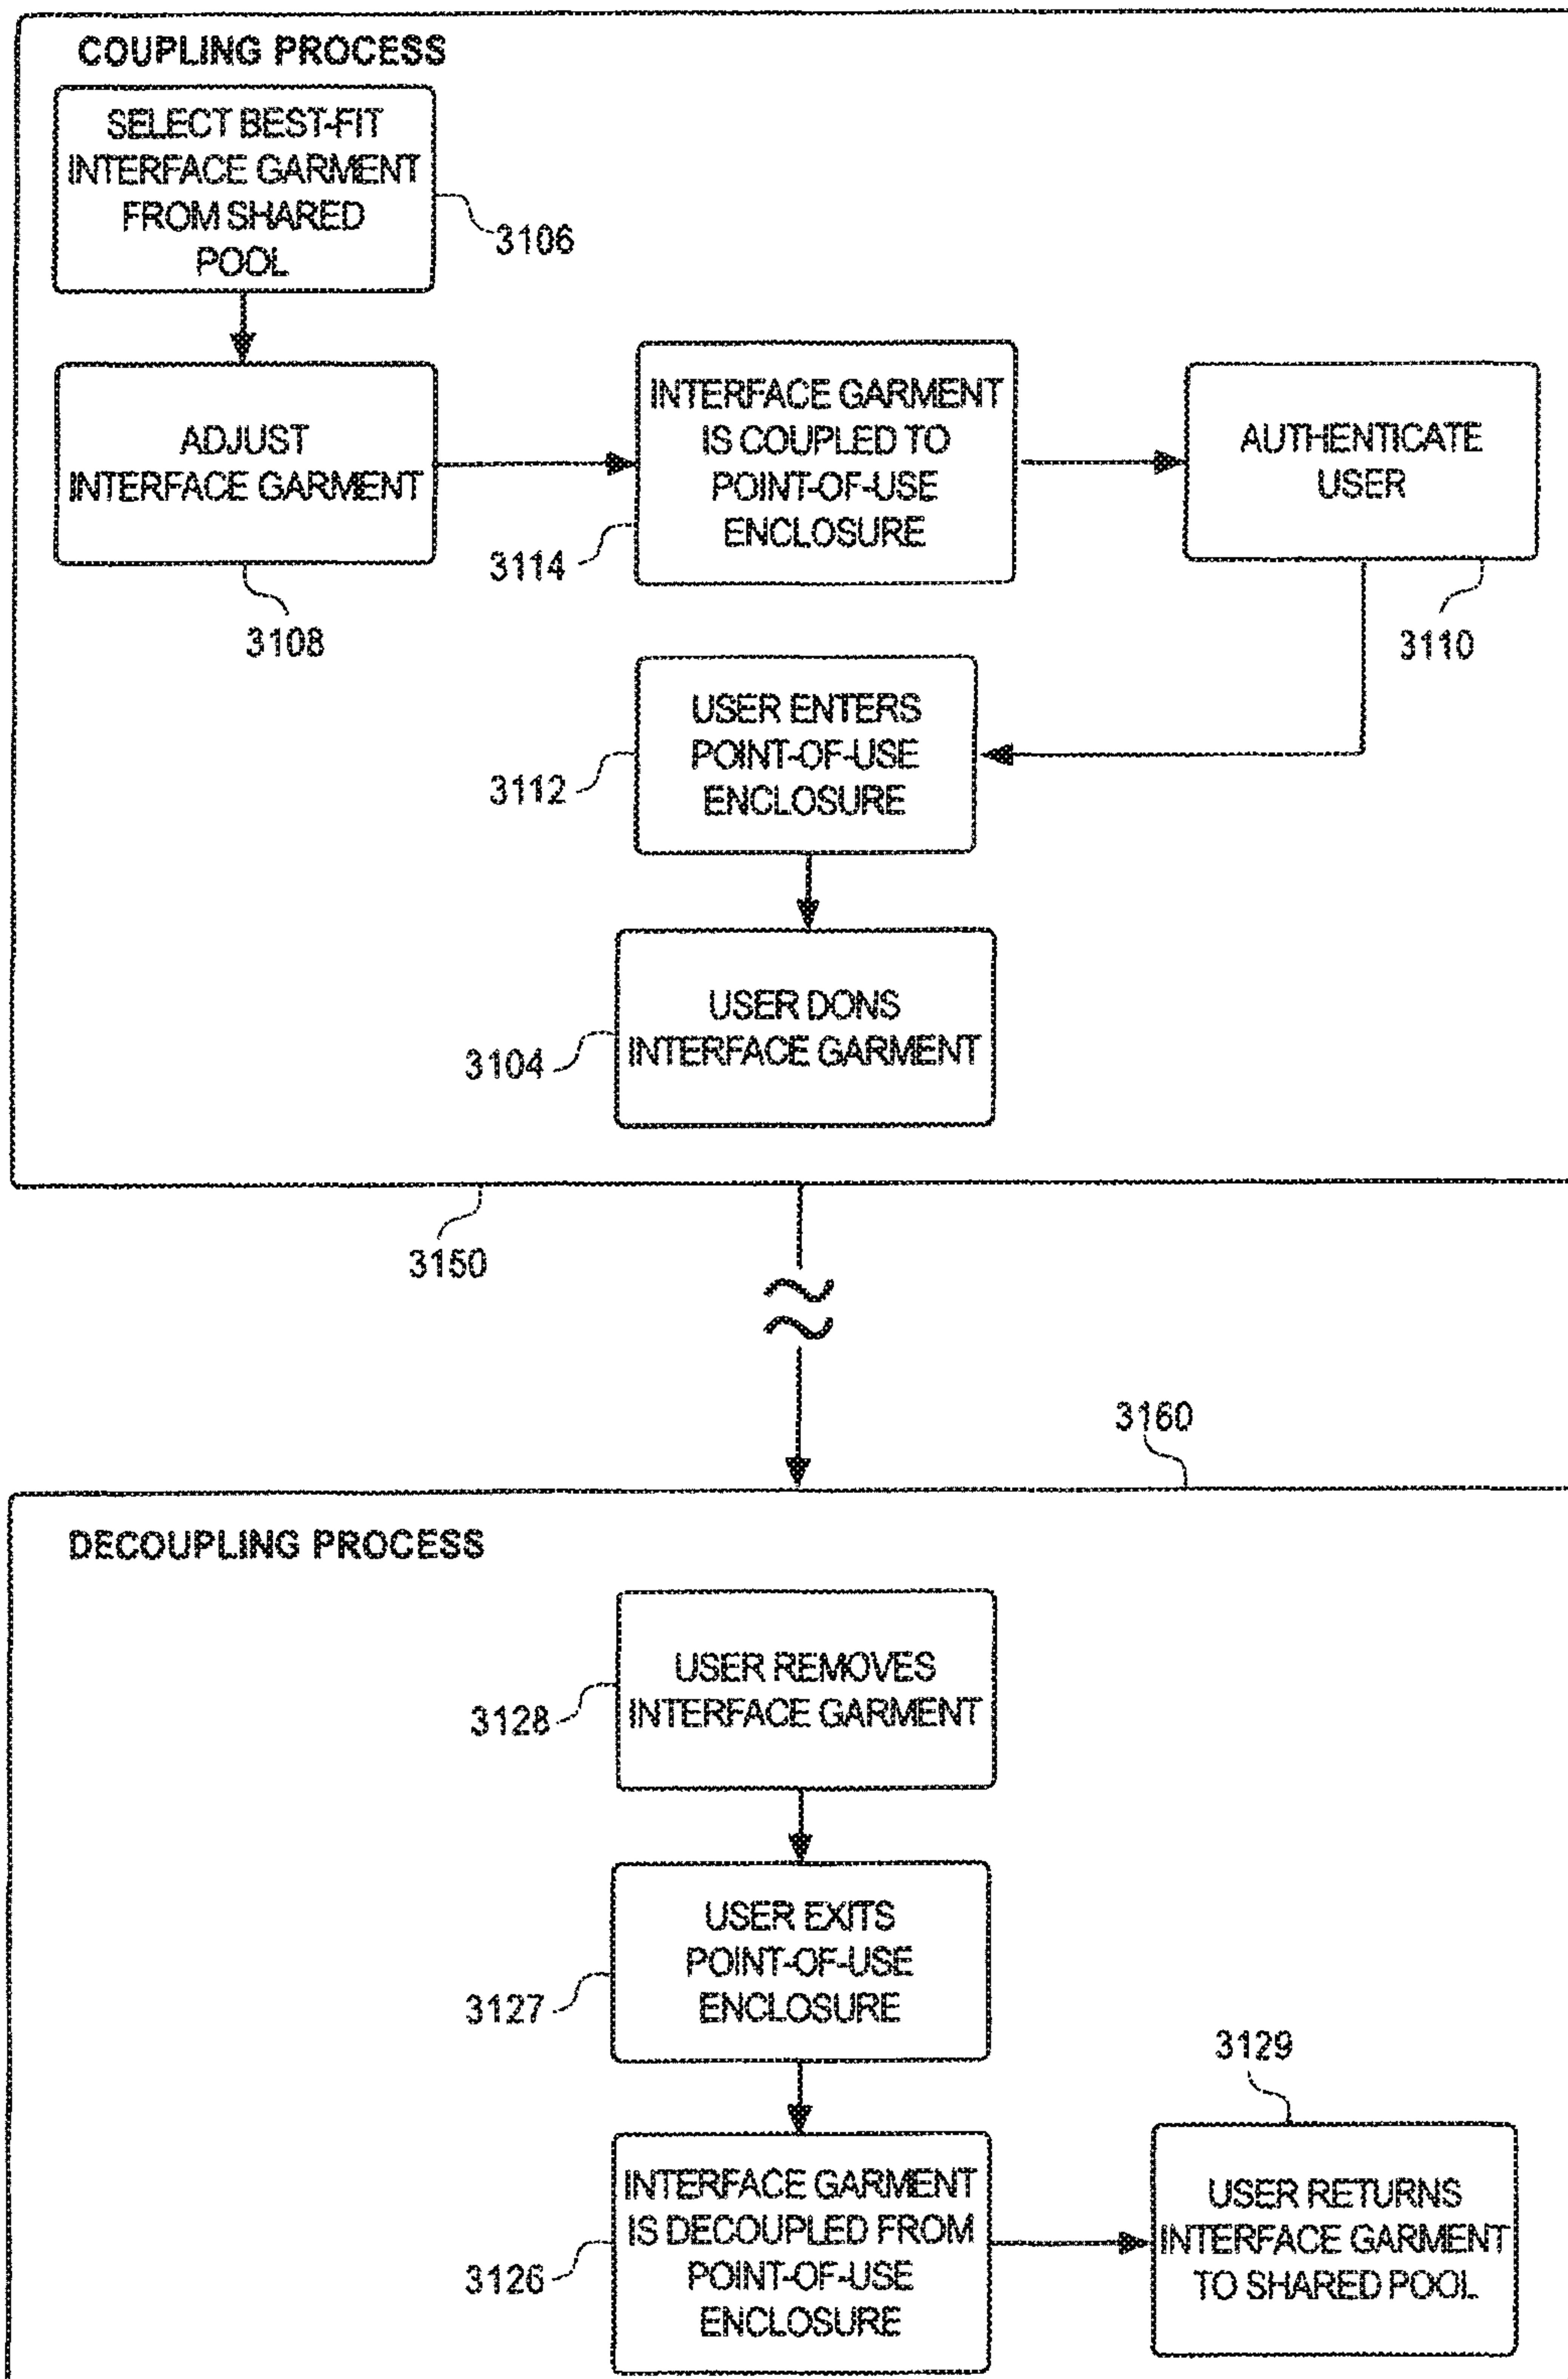 COUPLING PROCESS
SELECT BEST-FIT
INTERFACE GARMENT
FROM SHARED
POOL
3106
ADJUST
INTERFACE GARMENT
3108
INTERFACE GARMENT
IS COUPLED TO
POINT-OF-USE
ENCLOSURE
3114
AUTHENTICATE
USER
3110
USER ENTERS
POINT-OF-USE
ENCLOSURE
3112
USER DONS
INTERFACE GARMENT
3104
3150
3160
DECOUPLING PROCESS
USER REMOVES
INTERFACE GARMENT
3128
USER EXITS
POINT-OF-USE
ENCLOSURE
3127
INTERFACE GARMENT
IS DECOUPLED FROM
POINT-OF-USE
ENCLOSURE
3126
3129
USER RETURNS
INTERFACE GARMENT
TO SHARED POOL